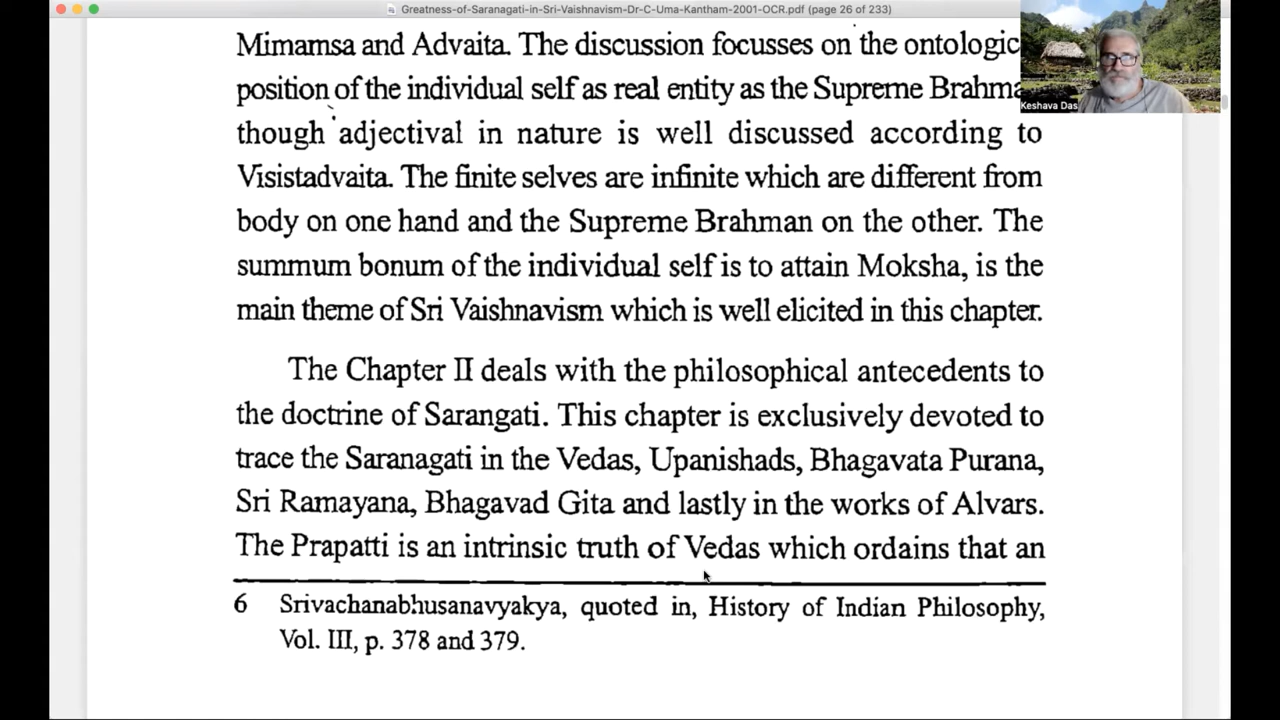 Greatness-of-Saranagati-in-Sri-Vaishnavism-Dr-C-Uma-Kantham-2001-OCR.pdf (page 26 of 233)
Keshava Das
Mimamsa and Advaita. The discussion focusses on the ontologic
position of the individual self as real entity as the Supreme Brahma
though adjectival in nature is well discussed according to
Visistadvaita. The finite selves are infinite which are different from
body on one hand and the Supreme Brahman on the other. The
summum bonum of the individual self is to attain Moksha, is the
main theme of Sri Vaishnavism which is well elicited in this chapter.
The Chapter II deals with the philosophical antecedents to
the doctrine of Sarangati. This chapter is exclusively devoted to
trace the Saranagati in the Vedas, Upanishads, Bhagavata Purana,
Sri Ramayana, Bhagavad Gita and lastly in the works of Alvars.
The Prapatti is an intrinsic truth of Vedas which ordains that an
6 Srivachanabhusanavyakya, quoted in, History of Indian Philosophy,
Vol. III, p. 378 and 379.